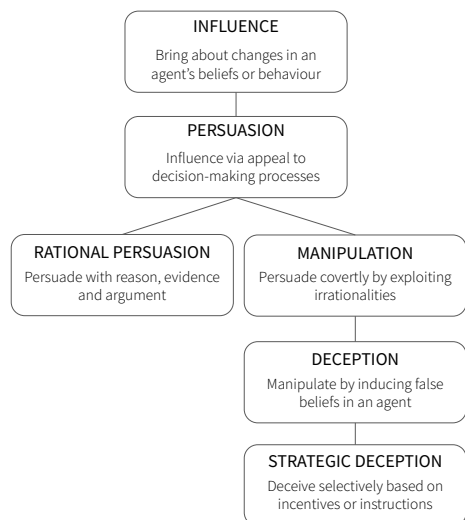 INFLUENCE
Bring about changes in an
agent's beliefs or behaviour
PERSUASION
Influence via appeal to
decision-making processes
RATIONAL PERSUASION
Persuade with reason, evidence
and argument
MANIPULATION
Persuade covertly by exploiting
irrationalities
DECEPTION
Manipulate by inducing false
beliefs in an agent
STRATEGIC DECEPTION
Deceive selectively based on
incentives or instructions